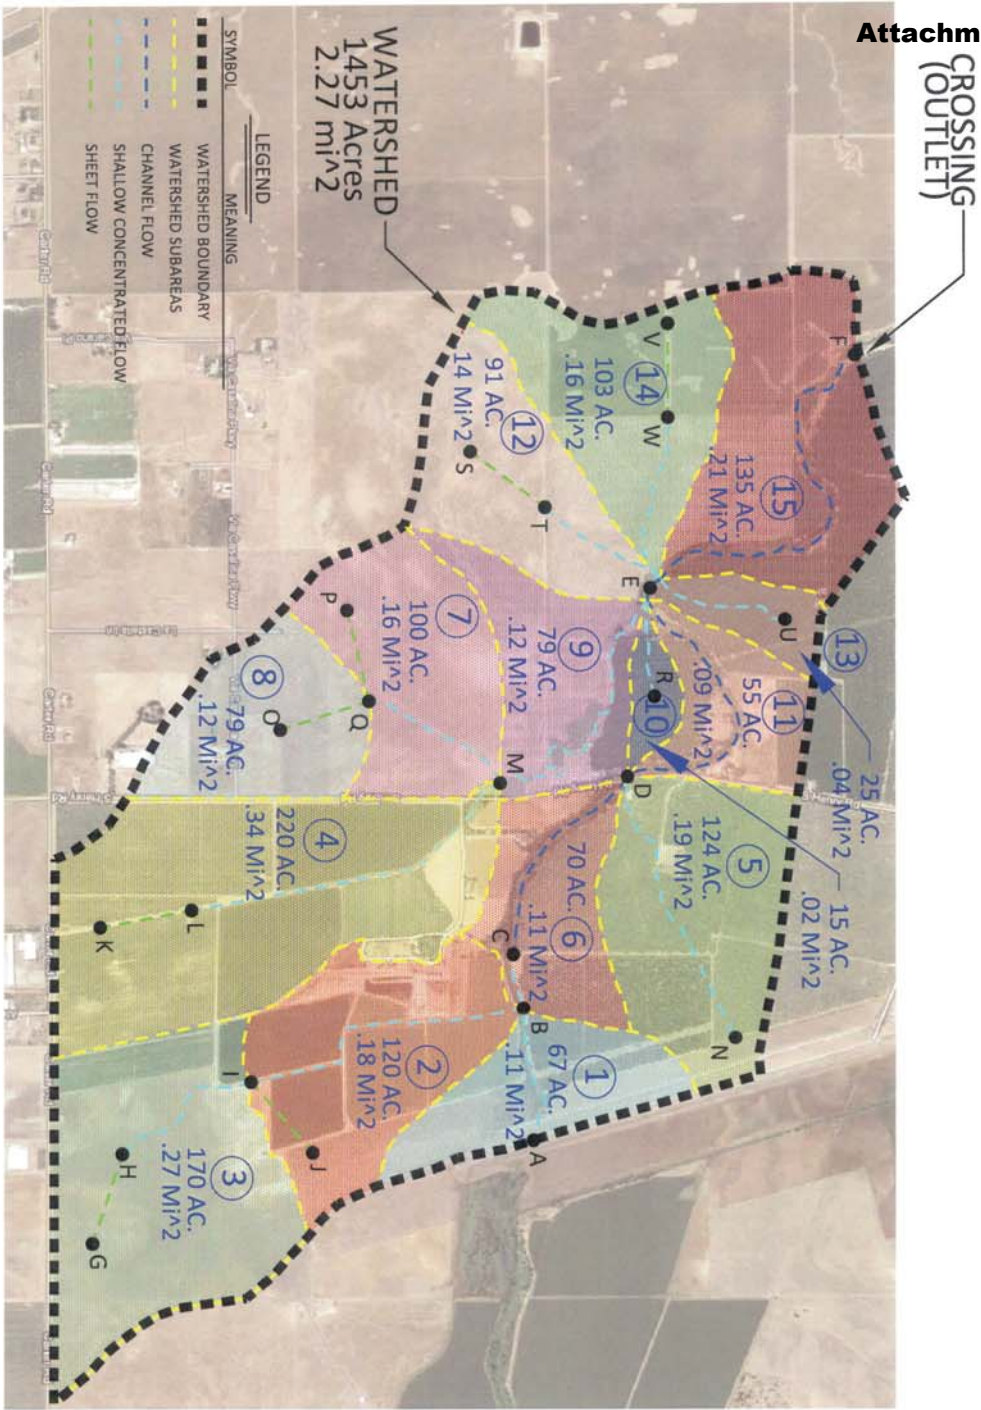 Attachm
CROSSING
(OUTLET)
WATERSHED
1453 Acres
2.27 mi^2
LEGEND
SYMBOL
MEANING
WATERSHED BOUNDARY
WATERSHED SUBAREAS
CHANNEL FLOW
SHALLOW CONCENTRATED FLOW
SHEET FLOW
F
15
135 AC.
.21 Mi^2
V
W
14
103 AC.
.16 Mi^2
12
91 AC.
14 Mi^2
S
T
E
U
13
25 AC.
.04 Mi^2
11
55 AC.
.09 Mi^2
R
10
15 AC.
.02 Mi^2
9
79 AC.
.12 Mi^2
7
100 AC.
.16 Mi^2
P
Q
O
8
79 AC.
.12 Mi^2
M
D
5
124 AC.
.19 Mi^2
N
6
70 AC.
.11 Mi^2
C
B
4
220 AC.
.34 Mi^2
L
K
1
67 AC.
.11 Mi^2
A
2
120 AC.
.18 Mi^2
I
J
3
170 AC.
.27 Mi^2
H
G